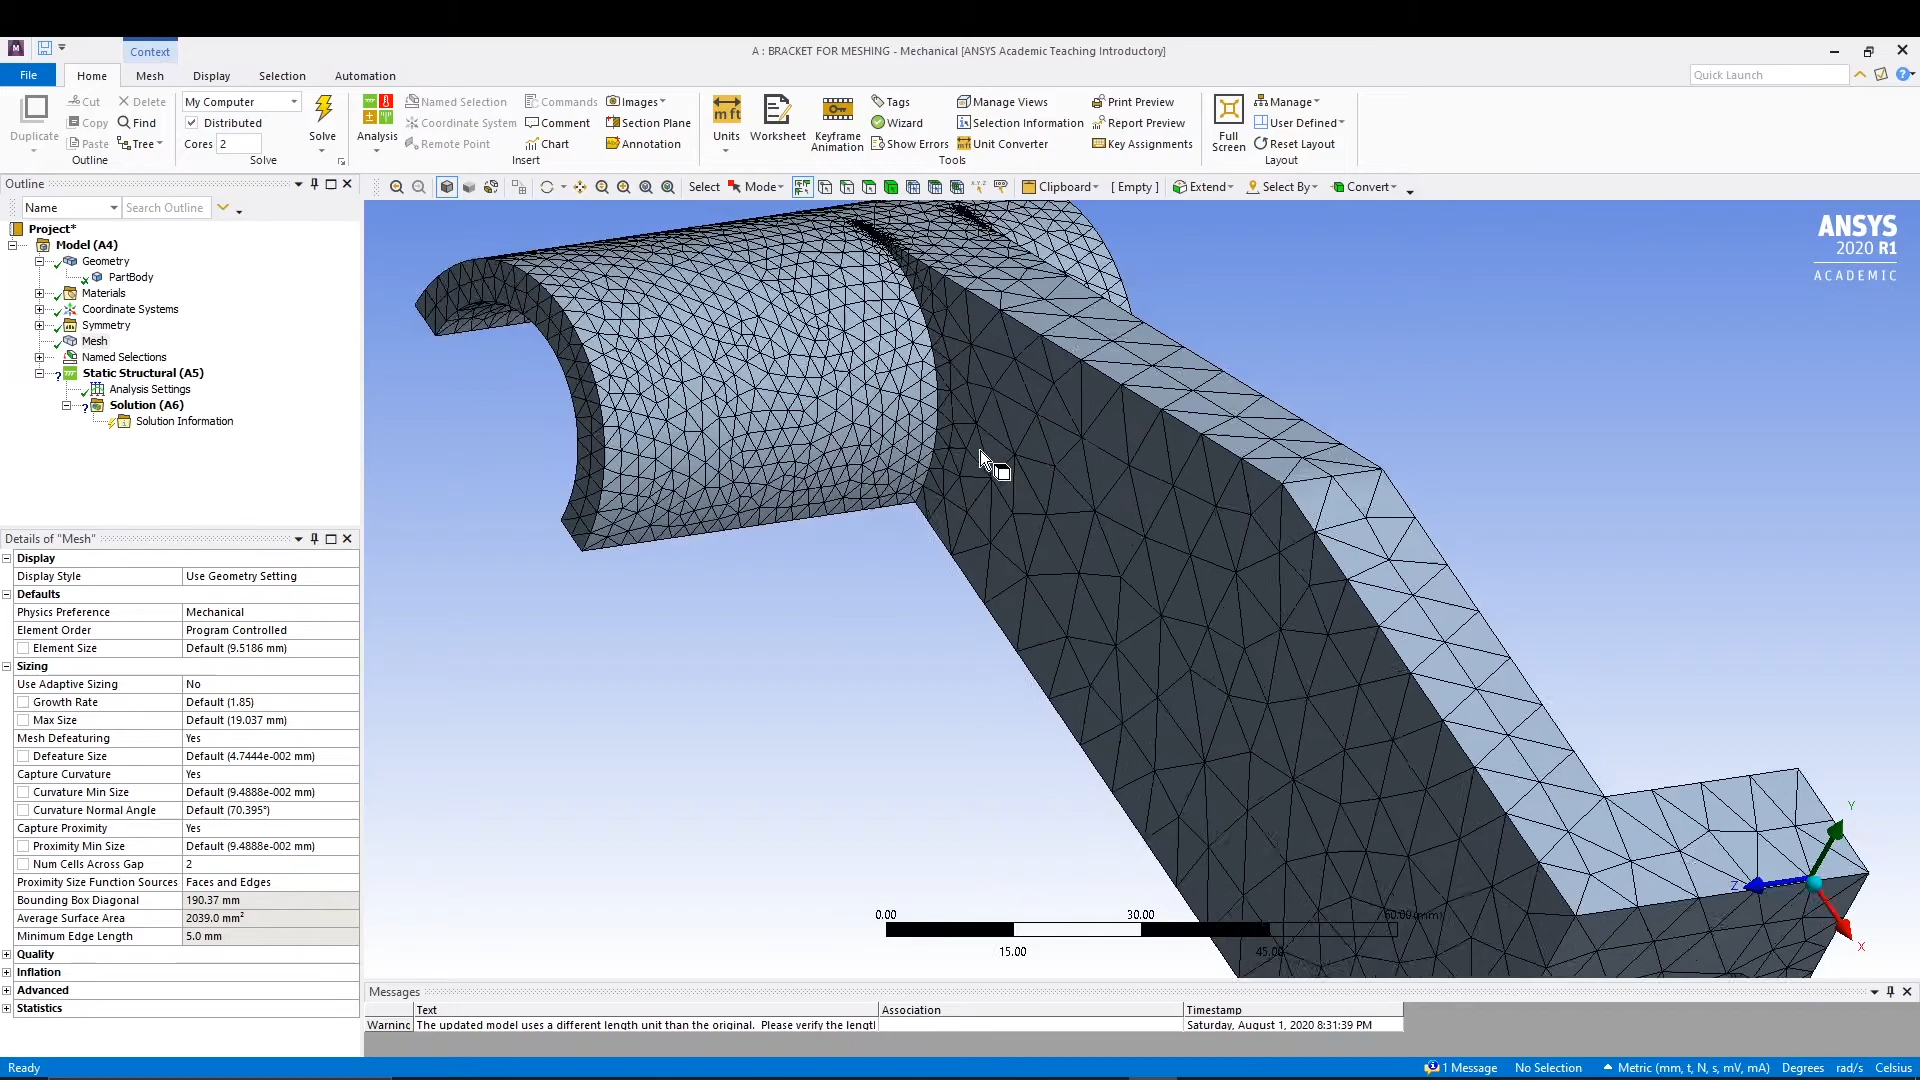 Context
A : BRACKET FOR MESHING - Mechanical [ANSYS Academic Teaching Introductory]
File Home Mesh Display Selection Automation
Quick Launch
Duplicate
Cut
Copy
Paste
Delete
Find
Tree
Outline
My Computer
Distributed
Cores 2
Solve
Solve
Analysis
Named Selection
Coordinate System
Remote Point
Commands
Comment
Chart
Images
Section Plane
Annotation
Insert
Units
Worksheet
Keyframe
Animation
Tags
Wizard
Show Errors
Manage Views
Selection Information
Unit Converter
Print Preview
Report Preview
Key Assignments
Tools
Full
Screen
Manage
User Defined
Reset Layout
Layout
Outline
Select Mode Clipboard [ Empty ] Extend Select By Convert
Name Search Outline
Project*
Model (A4)
Geometry
PartBody
Materials
Coordinate Systems
Symmetry
Mesh
Named Selections
Static Structural (A5)
Analysis Settings
Solution (A6)
Solution Information
ANSYS
2020 R1
ACADEMIC
Details of "Mesh"
Display
Display Style Use Geometry Setting
Defaults
Physics Preference Mechanical
Element Order Program Controlled
Element Size Default (9.5186 mm)
Sizing
Use Adaptive Sizing No
Growth Rate Default (1.85)
Max Size Default (19.037 mm)
Mesh Defeaturing Yes
Defeature Size Default (4.7444e-002 mm)
Capture Curvature Yes
Curvature Min Size Default (9.4888e-002 mm)
Curvature Normal Angle Default (70.395°)
Capture Proximity Yes
Proximity Min Size Default (9.4888e-002 mm)
Num Cells Across Gap 2
Proximity Size Function Sources Faces and Edges
Bounding Box Diagonal 190.37 mm
Average Surface Area 2039.0 mm²
Minimum Edge Length 5.0 mm
Quality
Inflation
Advanced
Statistics
Y
Z
X
0.00 30.00 60.00 (mm)
15.00 45.00
Messages
Text Association Timestamp
Warning The updated model uses a different length unit than the original. Please verify the lengt Saturday, August 1, 2020 8:31:39 PM
Ready 1 Message No Selection Metric (mm, t, N, s, mV, mA) Degrees rad/s Celsius